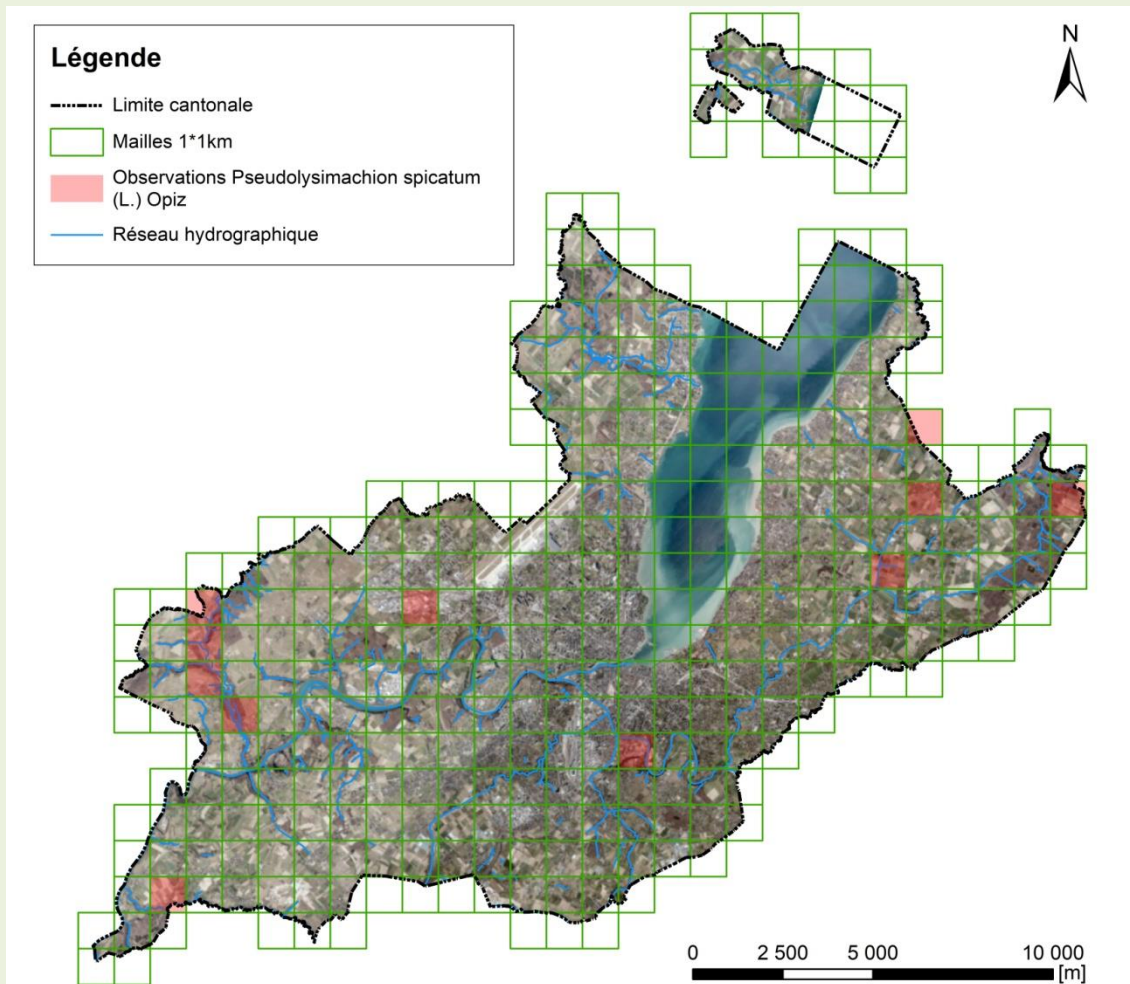 Légende
Limite cantonale
Mailles 1*1km
Observations Pseudolysimachion spicatum
(L.) Opiz
Réseau hydrographique
N
0 2 500 5 000 10 000
[m]